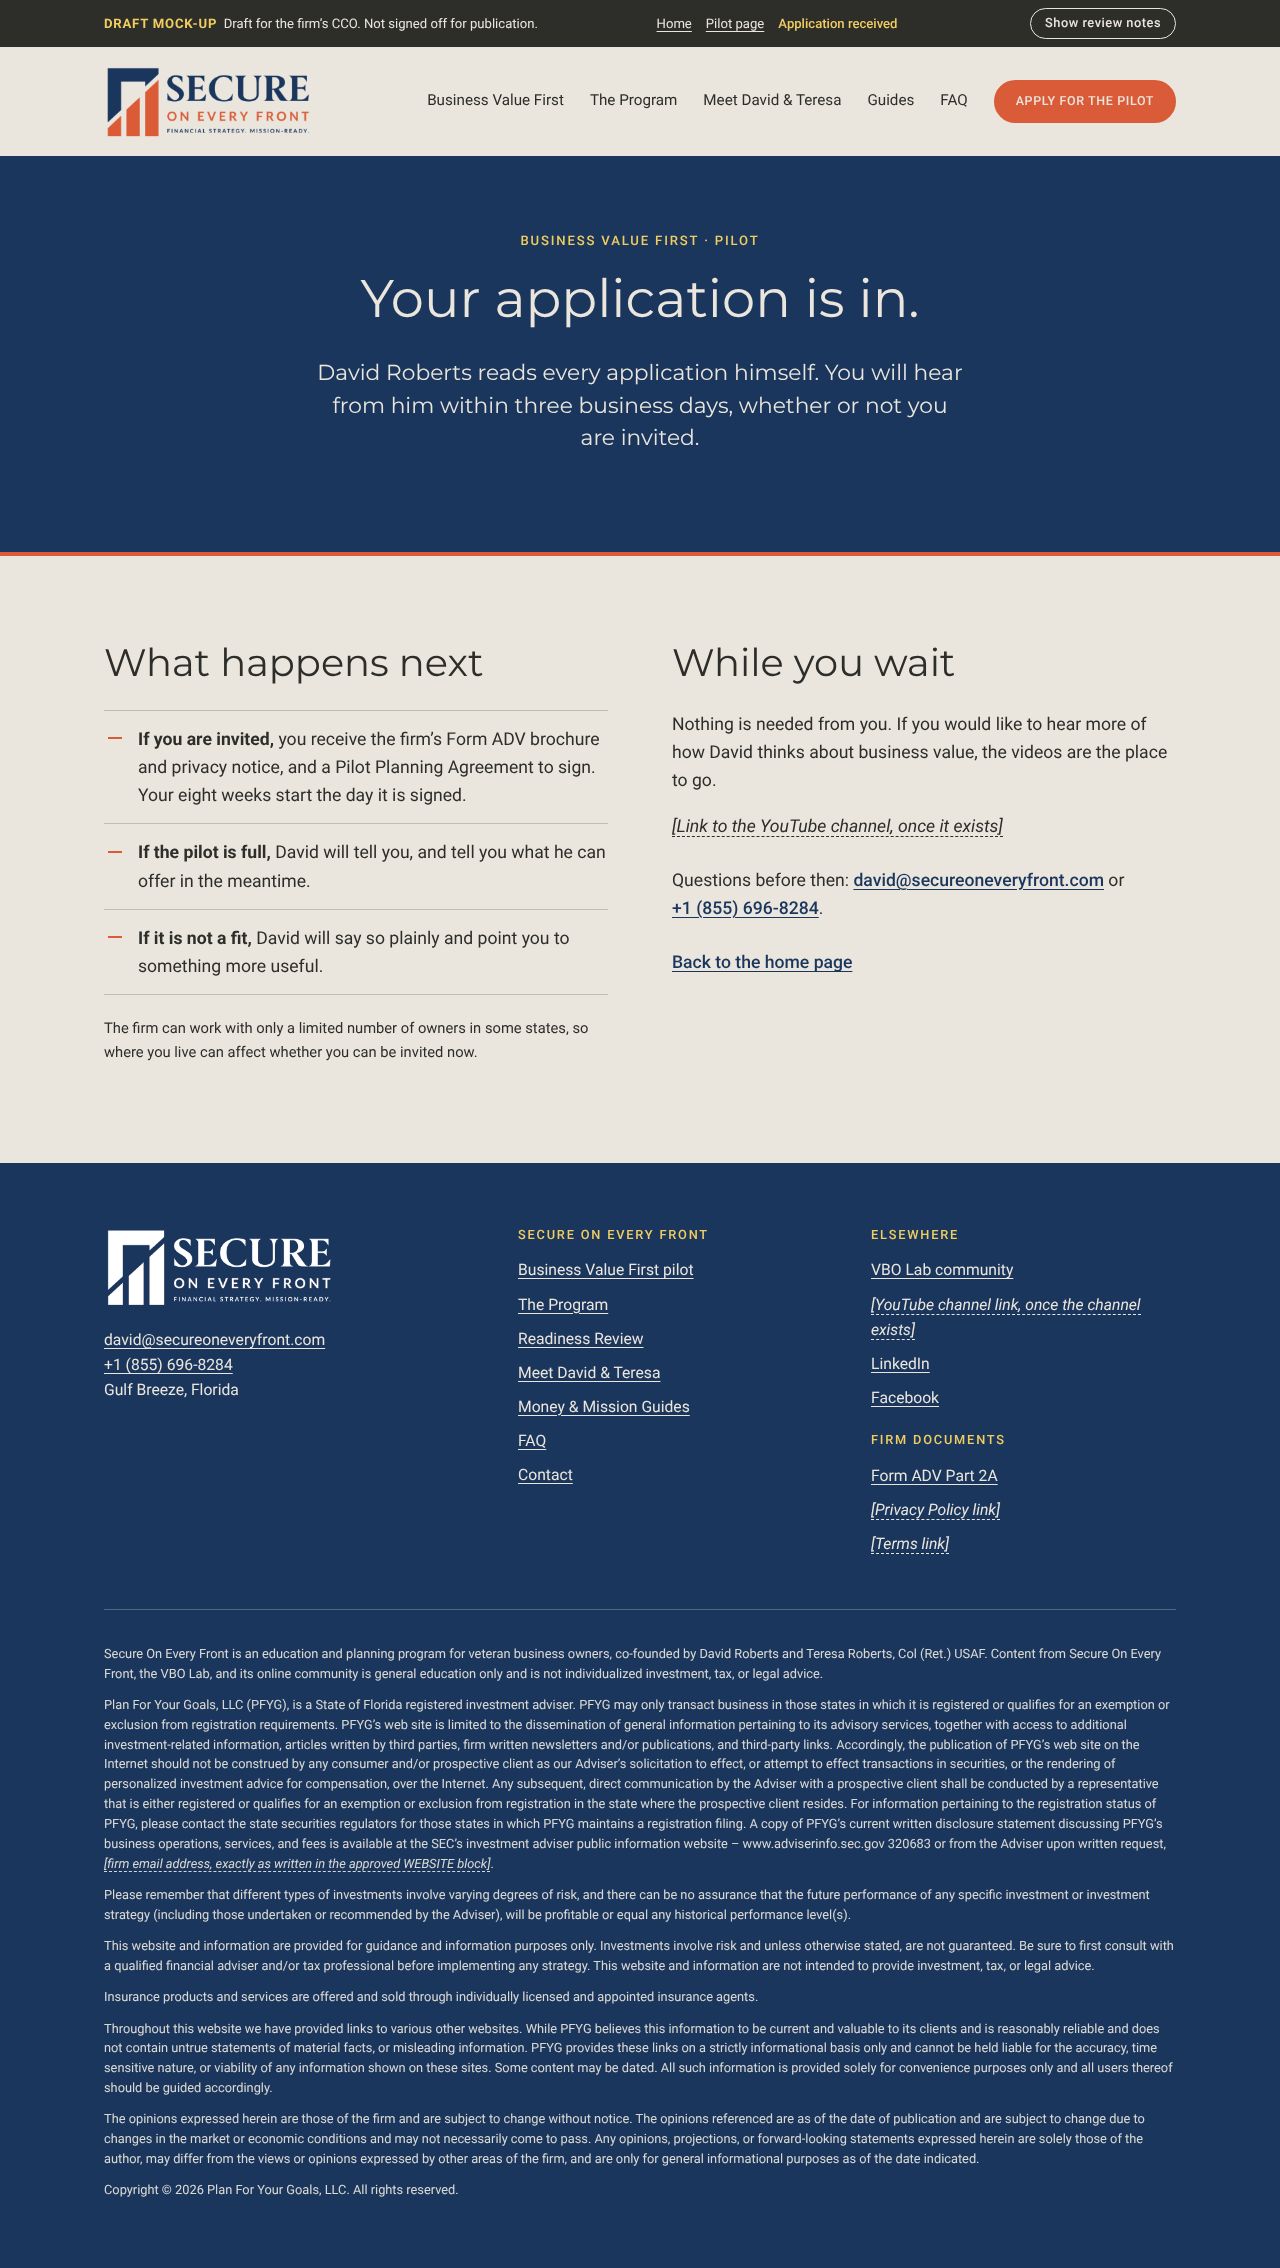 DRAFT MOCK-UP Draft for the firm’s CCO. Not signed off for publication.
Home Pilot page Application received
Show review notes
SECURE
ON EVERY FRONT
FINANCIAL STRATEGY. MISSION-READY.
Business Value First The Program Meet David & Teresa Guides FAQ
APPLY FOR THE PILOT
BUSINESS VALUE FIRST · PILOT
Your application is in.
David Roberts reads every application himself. You will hear
from him within three business days, whether or not you
are invited.
What happens next
If you are invited, you receive the firm’s Form ADV brochure
and privacy notice, and a Pilot Planning Agreement to sign.
Your eight weeks start the day it is signed.
If the pilot is full, David will tell you, and tell you what he can
offer in the meantime.
If it is not a fit, David will say so plainly and point you to
something more useful.
The firm can work with only a limited number of owners in some states, so
where you live can affect whether you can be invited now.
While you wait
Nothing is needed from you. If you would like to hear more of
how David thinks about business value, the videos are the place
to go.
[Link to the YouTube channel, once it exists]
Questions before then: david@secureoneveryfront.com or
+1 (855) 696-8284.
Back to the home page
SECURE
ON EVERY FRONT
FINANCIAL STRATEGY. MISSION-READY.
david@secureoneveryfront.com
+1 (855) 696-8284
Gulf Breeze, Florida
SECURE ON EVERY FRONT
Business Value First pilot
The Program
Readiness Review
Meet David & Teresa
Money & Mission Guides
FAQ
Contact
ELSEWHERE
VBO Lab community
[YouTube channel link, once the channel
exists]
LinkedIn
Facebook
FIRM DOCUMENTS
Form ADV Part 2A
[Privacy Policy link]
[Terms link]
Secure On Every Front is an education and planning program for veteran business owners, co-founded by David Roberts and Teresa Roberts, Col (Ret.) USAF. Content from Secure On Every
Front, the VBO Lab, and its online community is general education only and is not individualized investment, tax, or legal advice.
Plan For Your Goals, LLC (PFYG), is a State of Florida registered investment adviser. PFYG may only transact business in those states in which it is registered or qualifies for an exemption or
exclusion from registration requirements. PFYG’s web site is limited to the dissemination of general information pertaining to its advisory services, together with access to additional
investment-related information, articles written by third parties, firm written newsletters and/or publications, and third-party links. Accordingly, the publication of PFYG’s web site on the
Internet should not be construed by any consumer and/or prospective client as our Adviser’s solicitation to effect, or attempt to effect transactions in securities, or the rendering of
personalized investment advice for compensation, over the Internet. Any subsequent, direct communication by the Adviser with a prospective client shall be conducted by a representative
that is either registered or qualifies for an exemption or exclusion from registration in the state where the prospective client resides. For information pertaining to the registration status of
PFYG, please contact the state securities regulators for those states in which PFYG maintains a registration filing. A copy of PFYG’s current written disclosure statement discussing PFYG’s
business operations, services, and fees is available at the SEC’s investment adviser public information website – www.adviserinfo.sec.gov 320683 or from the Adviser upon written request,
[firm email address, exactly as written in the approved WEBSITE block].
Please remember that different types of investments involve varying degrees of risk, and there can be no assurance that the future performance of any specific investment or investment
strategy (including those undertaken or recommended by the Adviser), will be profitable or equal any historical performance level(s).
This website and information are provided for guidance and information purposes only. Investments involve risk and unless otherwise stated, are not guaranteed. Be sure to first consult with
a qualified financial adviser and/or tax professional before implementing any strategy. This website and information are not intended to provide investment, tax, or legal advice.
Insurance products and services are offered and sold through individually licensed and appointed insurance agents.
Throughout this website we have provided links to various other websites. While PFYG believes this information to be current and valuable to its clients and is reasonably reliable and does
not contain untrue statements of material facts, or misleading information. PFYG provides these links on a strictly informational basis only and cannot be held liable for the accuracy, time
sensitive nature, or viability of any information shown on these sites. Some content may be dated. All such information is provided solely for convenience purposes only and all users thereof
should be guided accordingly.
The opinions expressed herein are those of the firm and are subject to change without notice. The opinions referenced are as of the date of publication and are subject to change due to
changes in the market or economic conditions and may not necessarily come to pass. Any opinions, projections, or forward-looking statements expressed herein are solely those of the
author, may differ from the views or opinions expressed by other areas of the firm, and are only for general informational purposes as of the date indicated.
Copyright © 2026 Plan For Your Goals, LLC. All rights reserved.